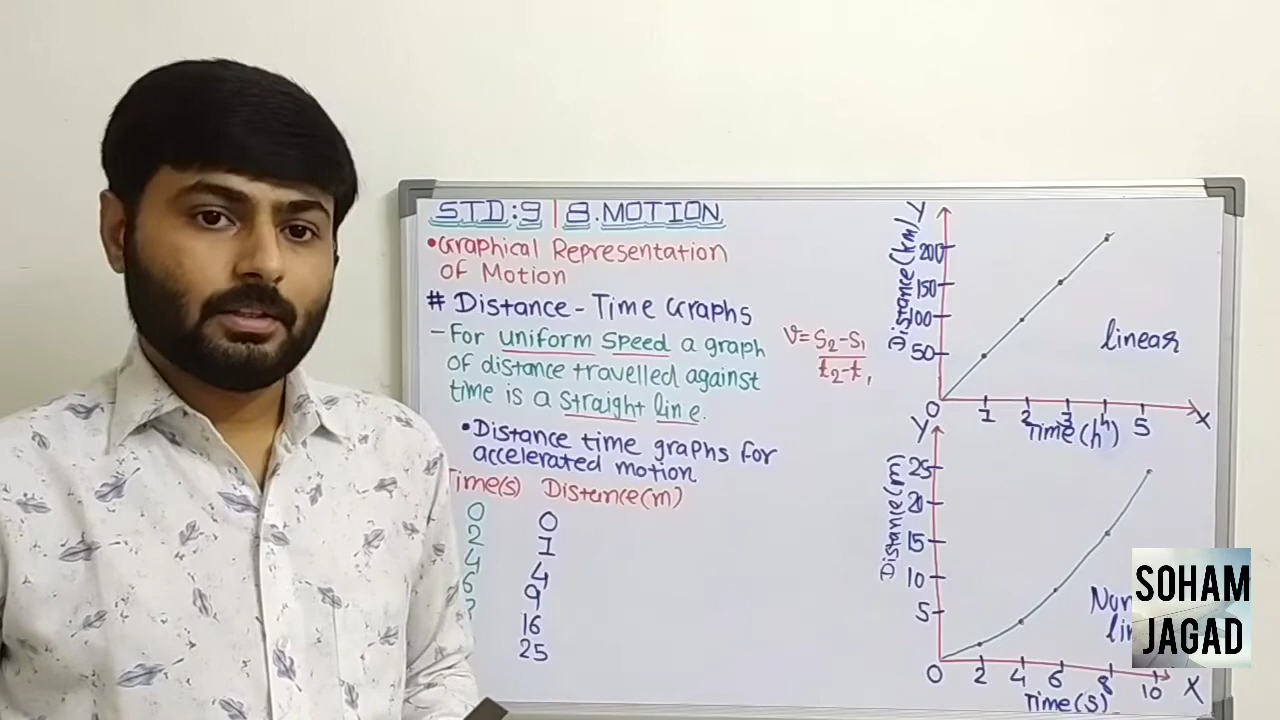 STD:9 | 8.MOTION
•Graphical Representation
of Motion
# Distance-Time Graphs
- For uniform speed a graph
of distance travelled against
time is a straight line.
•Distance time graphs for
accelerated motion
Time(s) Distance(m)
0 0
2 1
4 4
6 9
16
25
V=S2-S1
t2-t1
Y
Distance(km)
200
150
100
50
0 1 2 3 5 X
Time(h)
linear
Y
Distance(m)
25
20
15
10
5
0 2 4 6 8 10 X
Time(s)
SOHAM
JAGAD